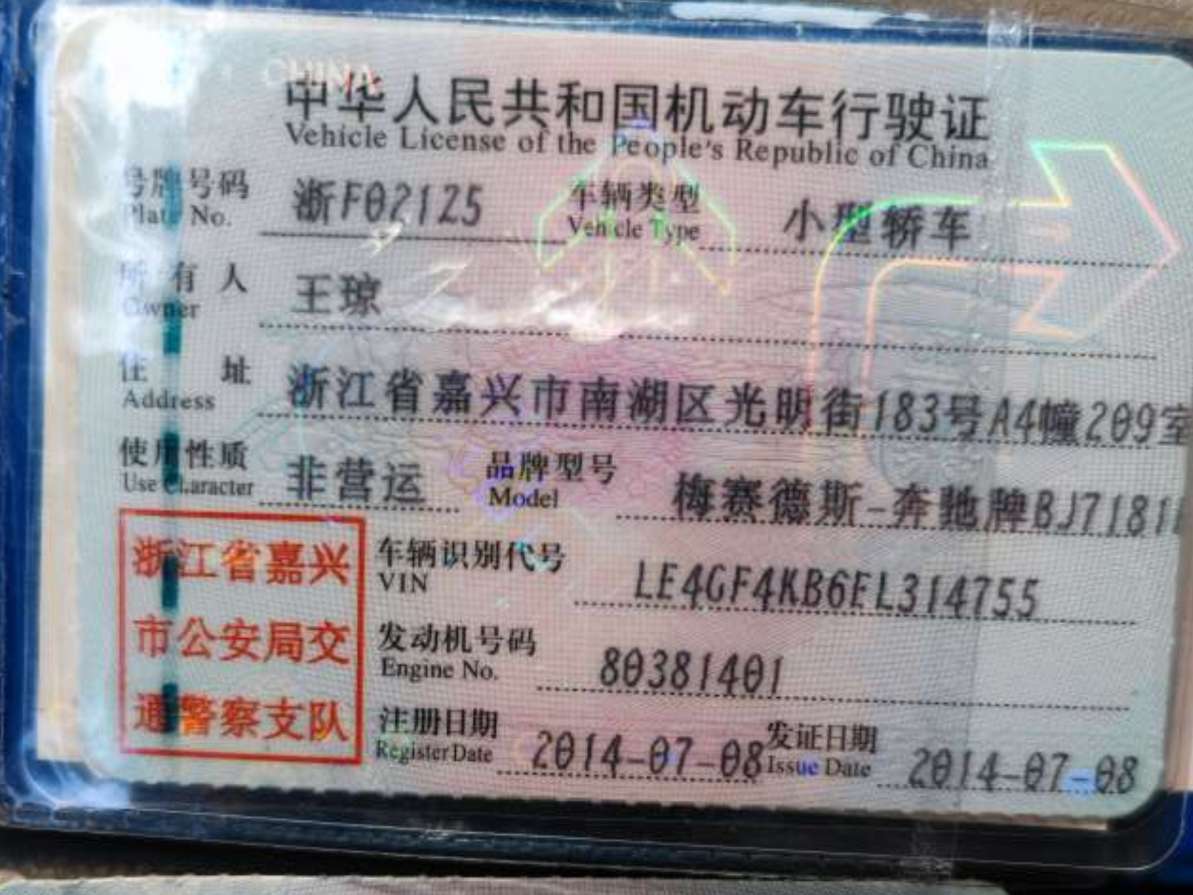 CHINA
中华人民共和国机动车行驶证
Vehicle License of the People's Republic of China
号牌号码 浙F02125 车辆类型 小型轿车
Plate No. Vehicle Type
所有人 王琼
Owner
住址 浙江省嘉兴市南湖区光明街183号A4幢209室
Address
使用性质 非营运 品牌型号 梅赛德斯-奔驰牌BJ7181
Use Character Model
浙江省嘉兴
市公安局交
通警察支队
车辆识别代号 LE4GF4KB6EL314755
VIN
发动机号码 80381401
Engine No.
注册日期 2014-07-08 发证日期 2014-07-08
Register Date Issue Date